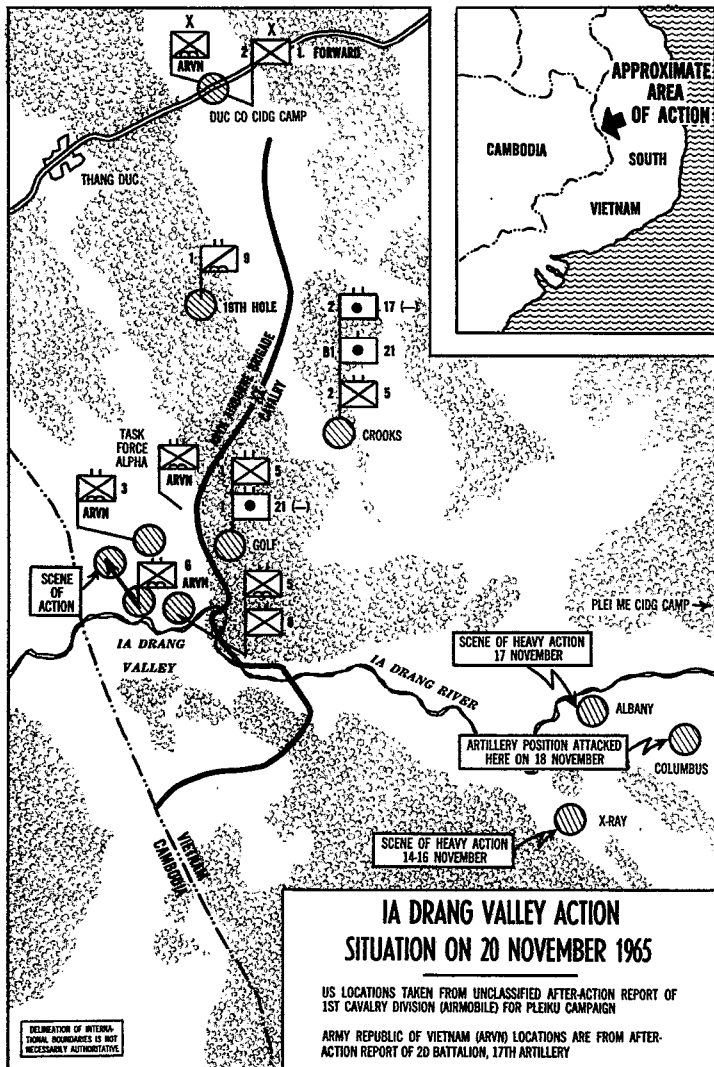 X
ARVN
X
2
1. FORWARD
DUC CO CIDG CAMP
THANG DUC
1
9
19TH HOLE
2
17 (—)
B1
21
2
5
CROOKS
ARVN AIRBORNE BRIGADE
XX
CAVALRY
TASK
FORCE
ALPHA
ARVN
5
21 (—)
GOLF
3
ARVN
6
ARVN
5
8
SCENE
OF
ACTION
IA DRANG
VALLEY
IA DRANG RIVER
PLEI ME CIDG CAMP
SCENE OF HEAVY ACTION
17 NOVEMBER
ALBANY
ARTILLERY POSITION ATTACKED
HERE ON 18 NOVEMBER
COLUMBUS
X-RAY
SCENE OF HEAVY ACTION
14-16 NOVEMBER
VIETNAM
CAMBODIA
APPROXIMATE
AREA
OF ACTION
CAMBODIA
SOUTH
VIETNAM
IA DRANG VALLEY ACTION
SITUATION ON 20 NOVEMBER 1965
US LOCATIONS TAKEN FROM UNCLASSIFIED AFTER-ACTION REPORT OF
1ST CAVALRY DIVISION (AIRMOBILE) FOR PLEIKU CAMPAIGN
ARMY REPUBLIC OF VIETNAM (ARVN) LOCATIONS ARE FROM AFTER-
ACTION REPORT OF 2D BATTALION, 17TH ARTILLERY
DELINEATION OF INTERNA-
TIONAL BOUNDARIES IS NOT
NECESSARILY AUTHORITATIVE